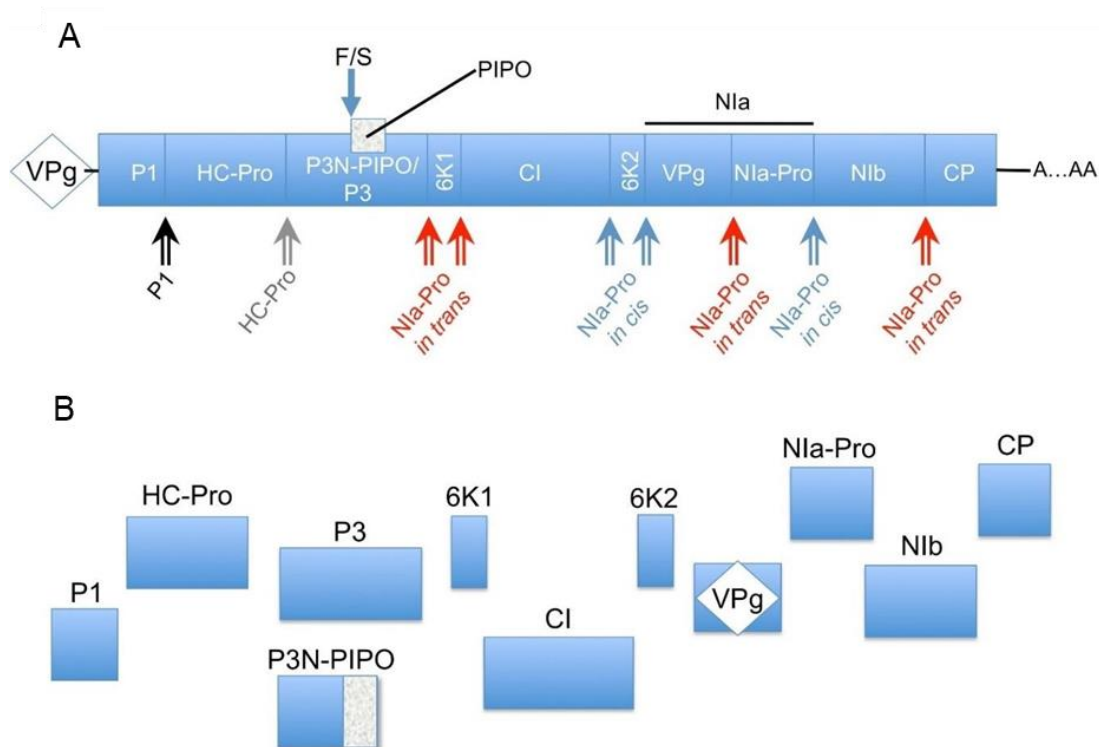 A
F/S
PIPO
NIa
VPg
P1
HC-Pro
P3N-PIPO/
P3
6K1
CI
6K2
VPg
NIa-Pro
NIb
CP
A...AA
P1
HC-Pro
NIa-Pro
in trans
NIa-Pro
in cis
NIa-Pro
in trans
NIa-Pro
in cis
NIa-Pro
in trans
B
P1
HC-Pro
P3
P3N-PIPO
6K1
CI
6K2
VPg
NIa-Pro
NIb
CP